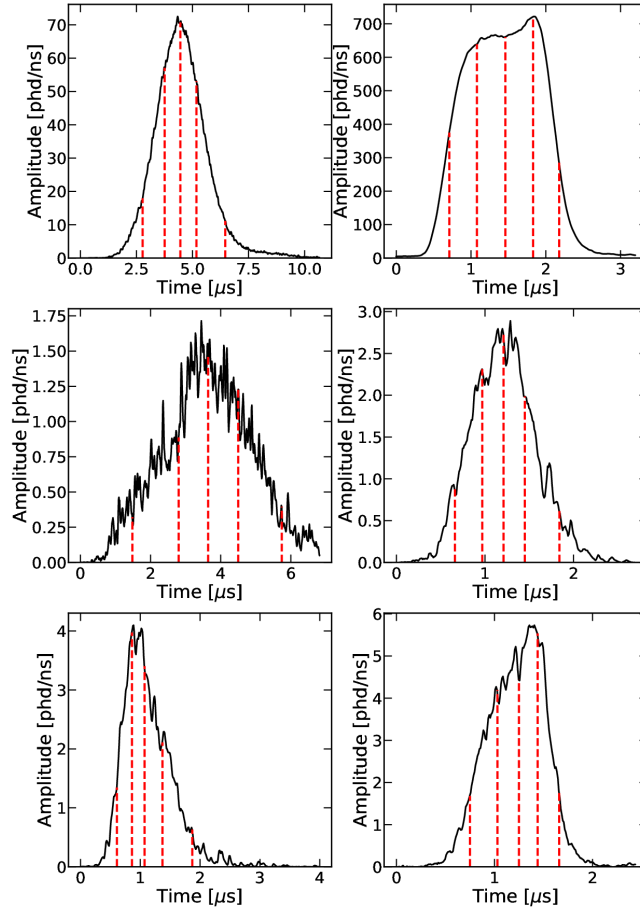 70
60
50
40
30
20
10
0
Amplitude [phd/ns]
0.0 2.5 5.0 7.5 10.0
Time [μs]
700
600
500
400
300
200
100
0
Amplitude [phd/ns]
0 1 2 3
Time [μs]
1.75
1.50
1.25
1.00
0.75
0.50
0.25
0.00
Amplitude [phd/ns]
0 2 4 6
Time [μs]
3.0
2.5
2.0
1.5
1.0
0.5
0.0
Amplitude [phd/ns]
0 1 2
Time [μs]
4
3
2
1
0
Amplitude [phd/ns]
0 1 2 3 4
Time [μs]
6
5
4
3
2
1
0
Amplitude [phd/ns]
0 1 2
Time [μs]